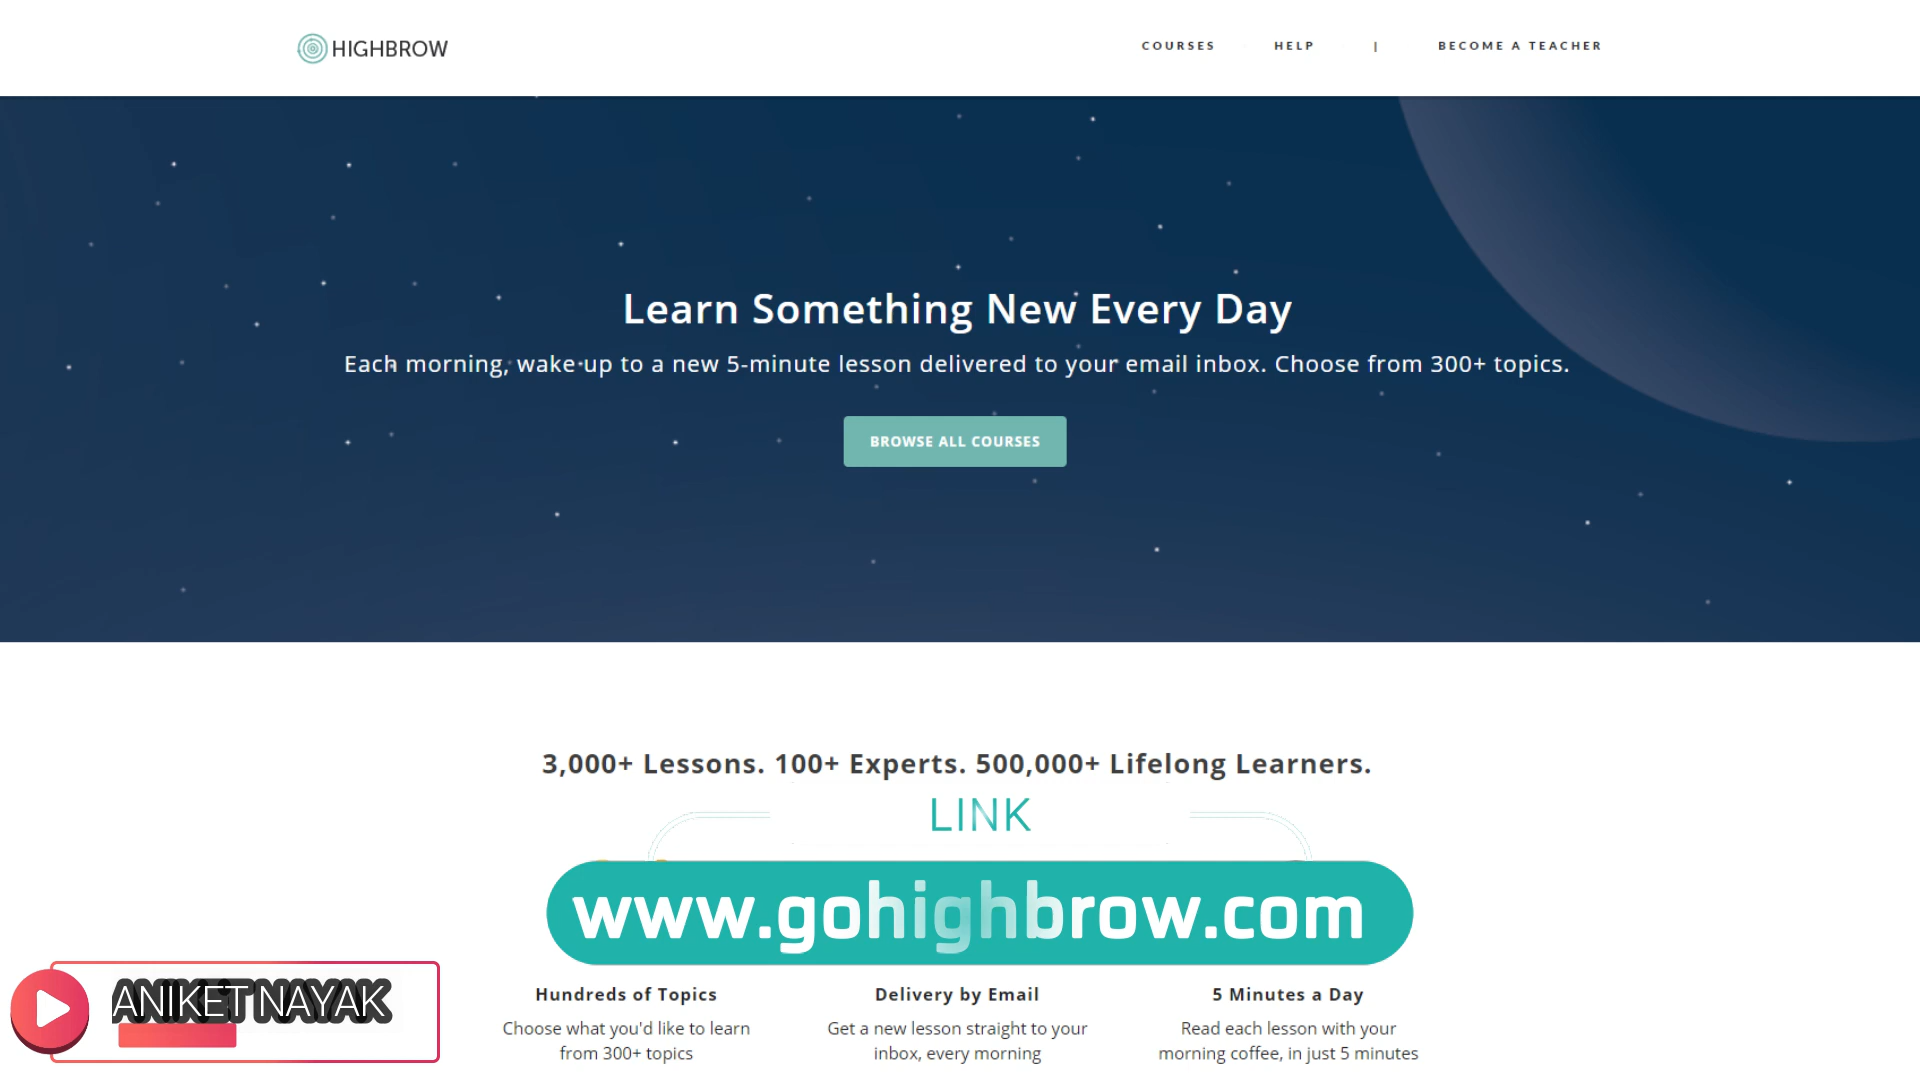 HIGHBROW
COURSES HELP | BECOME A TEACHER
Learn Something New Every Day
Each morning, wake up to a new 5-minute lesson delivered to your email inbox. Choose from 300+ topics.
BROWSE ALL COURSES
3,000+ Lessons. 100+ Experts. 500,000+ Lifelong Learners.
LINK
www.gohighbrow.com
Hundreds of Topics
Choose what you'd like to learn
from 300+ topics
Delivery by Email
Get a new lesson straight to your
inbox, every morning
5 Minutes a Day
Read each lesson with your
morning coffee, in just 5 minutes
ANIKET NAYAK